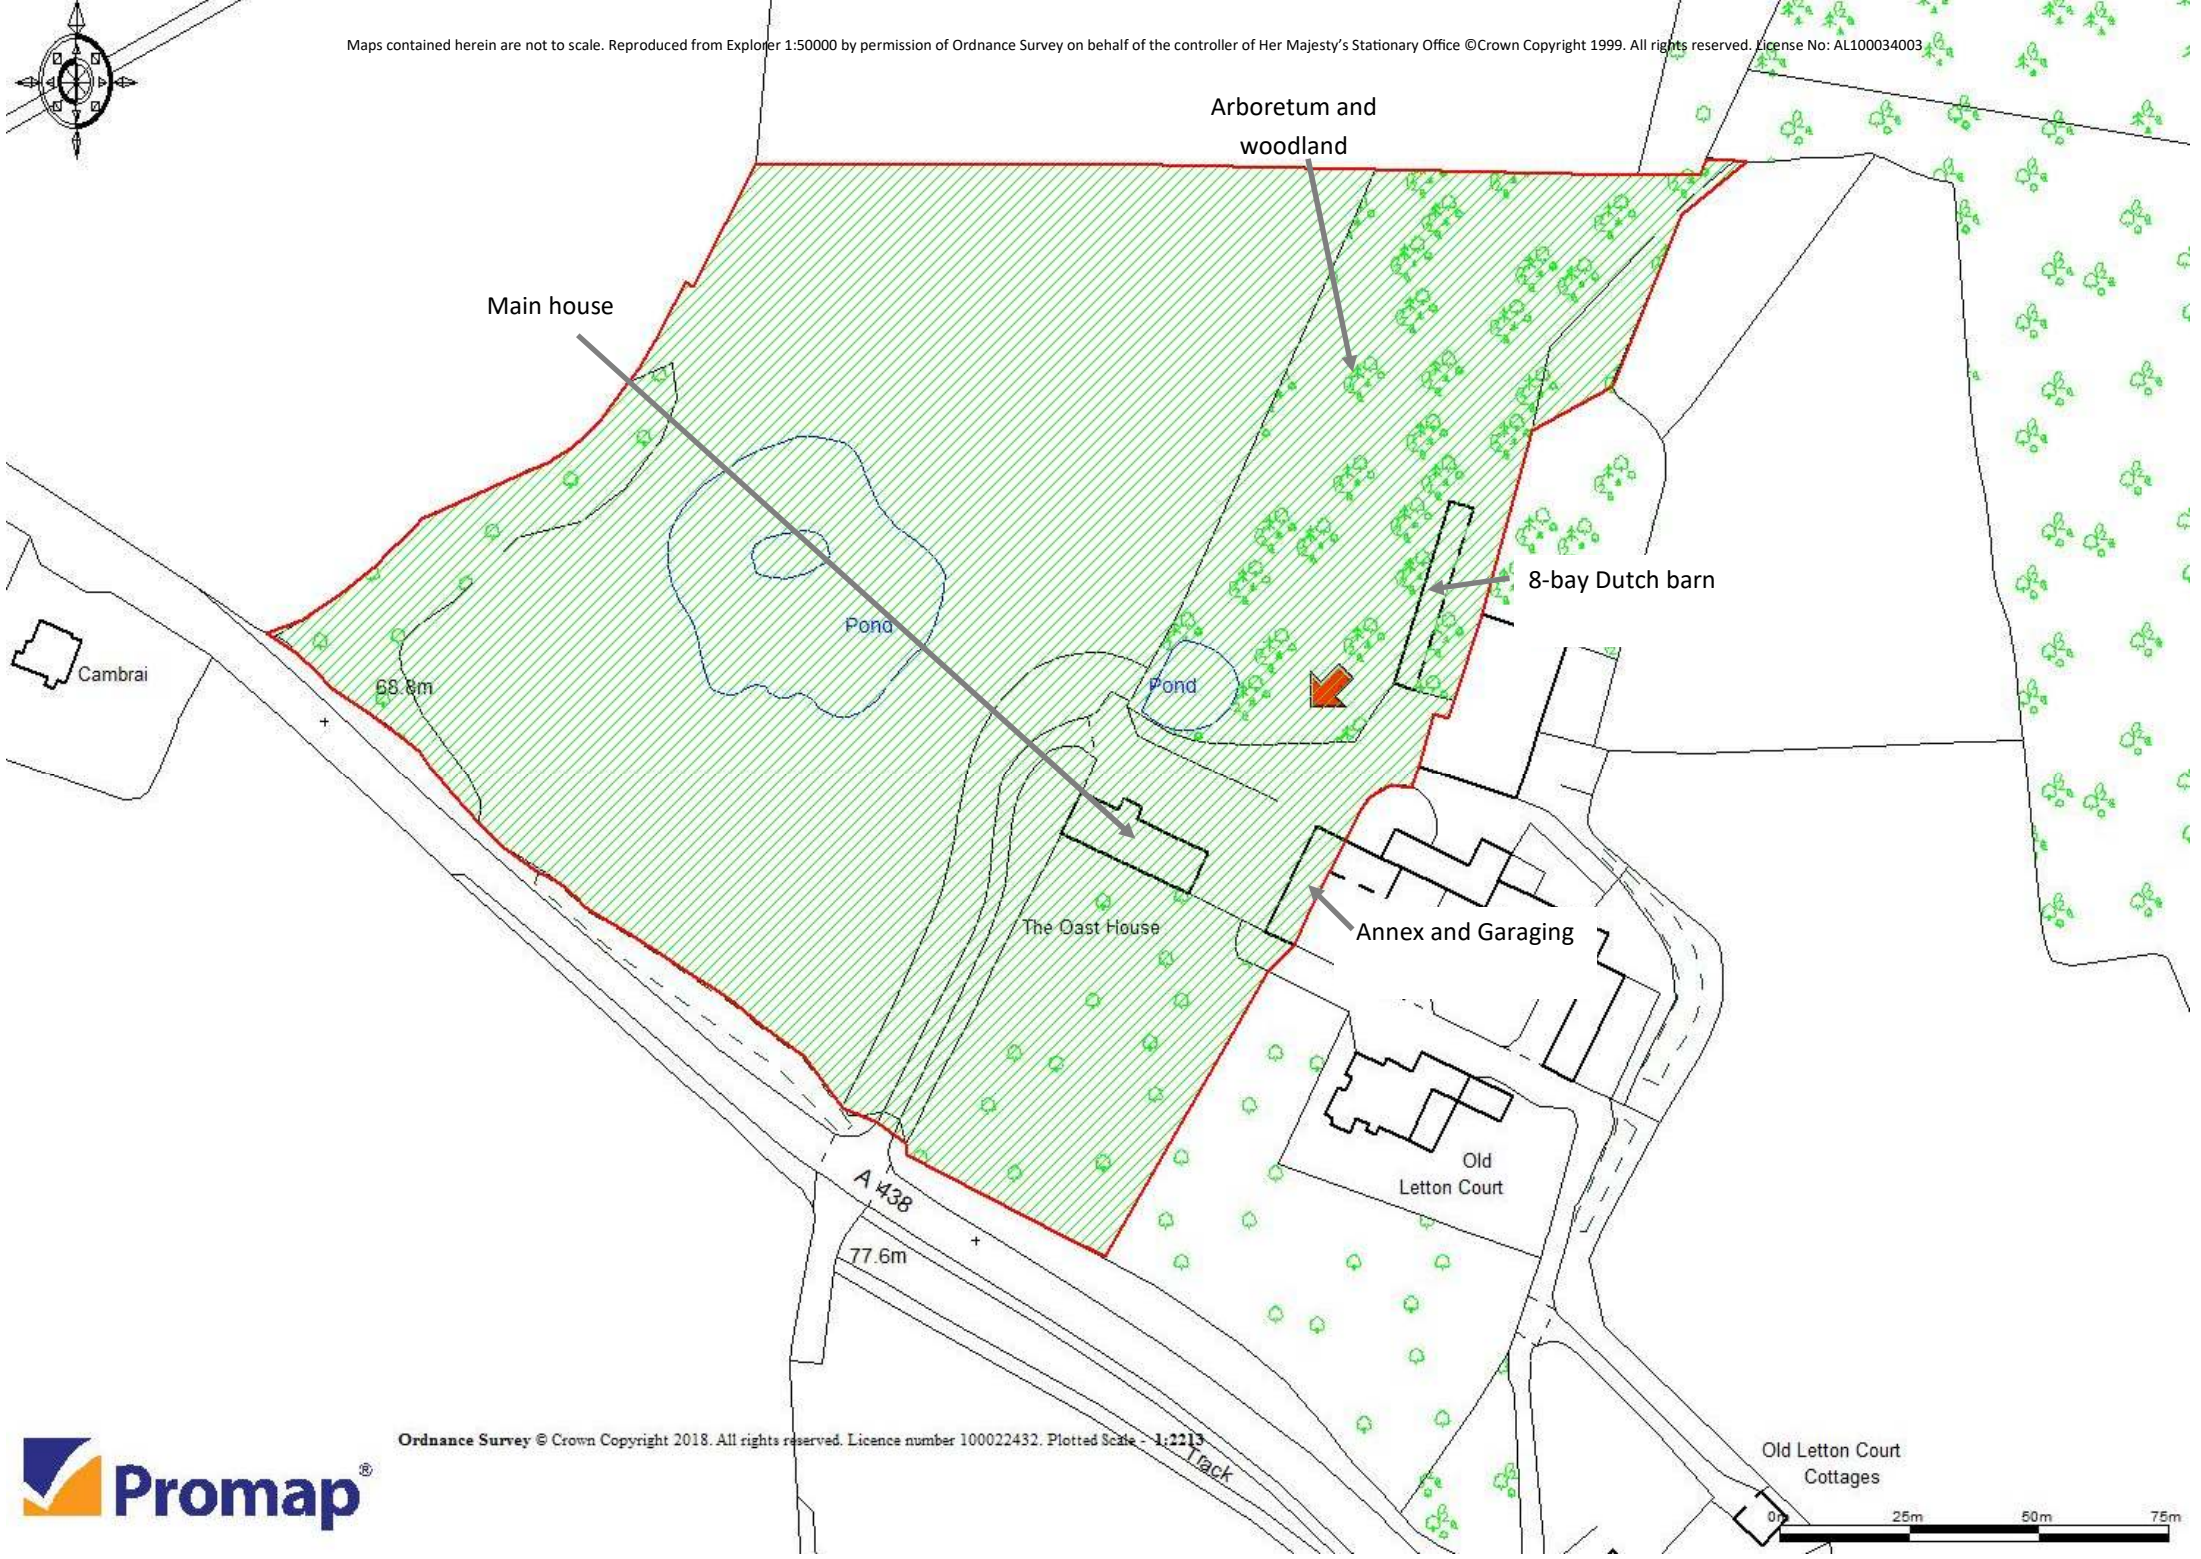 Maps contained herein are not to scale. Reproduced from Explorer 1:50000 by permission of Ordnance Survey on behalf of the controller of Her Majesty's Stationary Office ©Crown Copyright 1999. All rights reserved. License No: AL100034003
Arboretum and
woodland
Main house
8-bay Dutch barn
Pond
Cambrai
68.8m
Pond
The Oast House
Annex and Garaging
Old
Letton Court
A 438
77.6m
Ordnance Survey © Crown Copyright 2018. All rights reserved. Licence number 100022432. Plotted Scale - 1:2213
Track
Old Letton Court
Cottages
Promap®
0m 25m 50m 75m